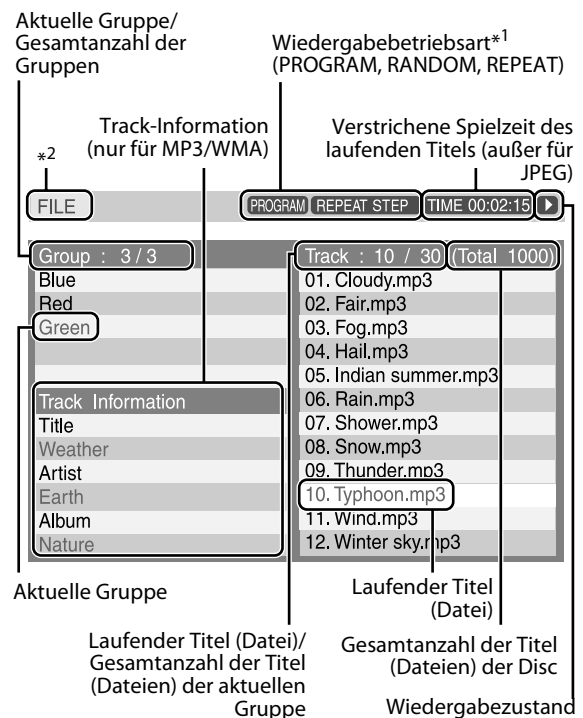 Aktuelle Gruppe/
Gesamtanzahl der
Gruppen
Wiedergabebetriebsart*1
(PROGRAM, RANDOM, REPEAT)
Track-Information
(nur für MP3/WMA)
Verstrichene Spielzeit des
laufenden Titels (außer für
JPEG)
*2
FILE
PROGRAM REPEAT STEP TIME 00:02:15
Group : 3 / 3
Blue
Red
Green
Track Information
Title
Weather
Artist
Earth
Album
Nature
Track : 10 / 30 (Total 1000)
01. Cloudy.mp3
02. Fair.mp3
03. Fog.mp3
04. Hail.mp3
05. Indian summer.mp3
06. Rain.mp3
07. Shower.mp3
08. Snow.mp3
09. Thunder.mp3
10. Typhoon.mp3
11. Wind.mp3
12. Winter sky.mp3
Aktuelle Gruppe
Laufender Titel
(Datei)
Laufender Titel (Datei)/
Gesamtanzahl der Titel
(Dateien) der aktuellen
Gruppe
Gesamtanzahl der Titel
(Dateien) der Disc
Wiedergabezustand